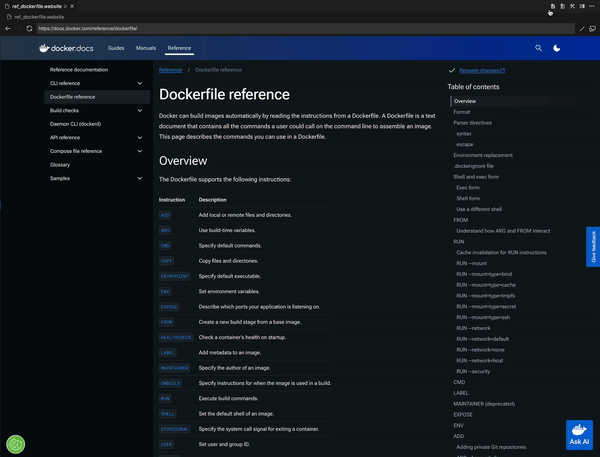 ref_dockerfile.website U
ref_dockerfile.website
https://docs.docker.com/reference/dockerfile/
docker.docs Guides Manuals Reference
Reference documentation
CLI reference
Dockerfile reference
Build checks
Daemon CLI (dockerd)
API reference
Compose file reference
Glossary
Samples
Reference / Dockerfile reference
Dockerfile reference
Docker can build images automatically by reading the instructions from a Dockerfile. A Dockerfile is a text
document that contains all the commands a user could call on the command line to assemble an image.
This page describes the commands you can use in a Dockerfile.
Overview
The Dockerfile supports the following instructions:
Instruction Description
ADD Add local or remote files and directories.
ARG Use build-time variables.
CMD Specify default commands.
COPY Copy files and directories.
ENTRYPOINT Specify default executable.
ENV Set environment variables.
EXPOSE Describe which ports your application is listening on.
FROM Create a new build stage from a base image.
HEALTHCHECK Check a container's health on startup.
LABEL Add metadata to an image.
MAINTAINER Specify the author of an image.
ONBUILD Specify instructions for when the image is used in a build.
RUN Execute build commands.
SHELL Set the default shell of an image.
STOPSIGNAL Specify the system call signal for exiting a container.
USER Set user and group ID.
Request changes
Table of contents
Overview
Format
Parser directives
syntax
escape
Environment replacement
.dockerignore file
Shell and exec form
Exec form
Shell form
Use a different shell
FROM
Understand how ARG and FROM interact
RUN
Cache invalidation for RUN instructions
RUN --mount
RUN --mount=type=bind
RUN --mount=type=cache
RUN --mount=type=tmpfs
RUN --mount=type=secret
RUN --mount=type=ssh
RUN --network
RUN --network=default
RUN --network=none
RUN --network=host
RUN --security
CMD
LABEL
MAINTAINER (deprecated)
EXPOSE
ENV
ADD
Adding private Git repositories
Give feedback
Ask AI